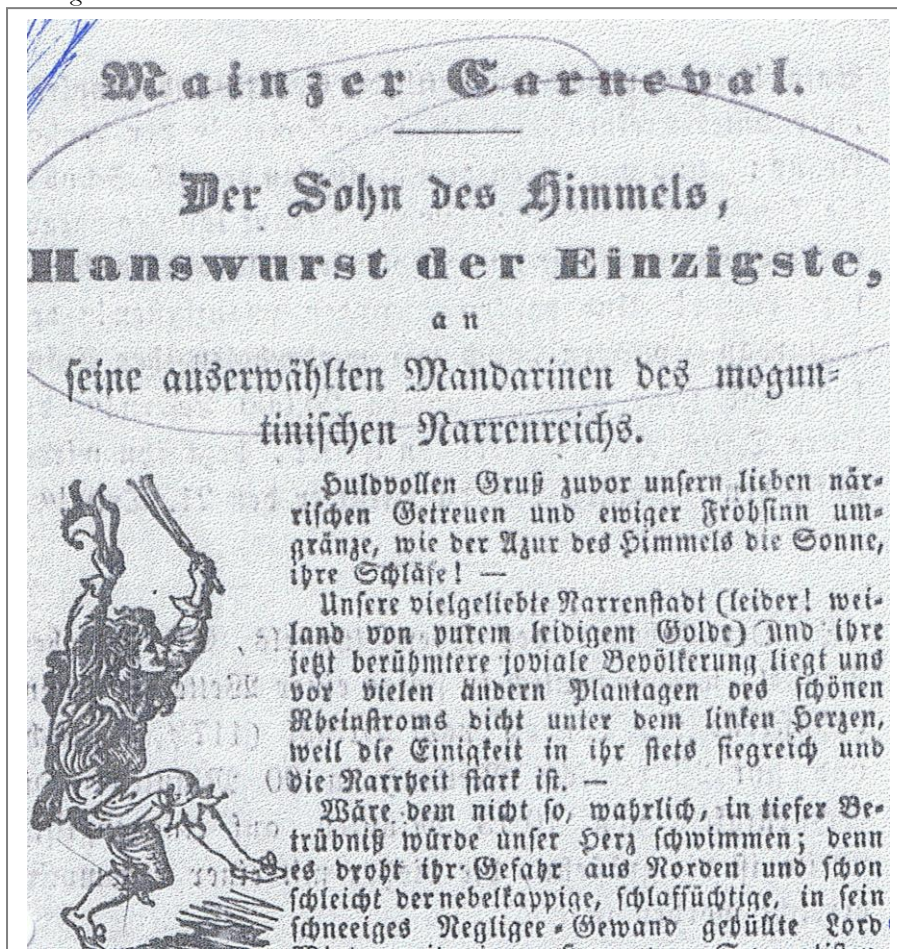 Mainzer Carneval.
Der Sohn des Himmels,
Hanswurst der Einzigste,
an
seine auserwählten Mandarinen des mogun-
tinischen Narrenreichs.
Huldvollen Gruß zuvor unsern lieben när-
rischen Getreuen und ewiger Frohsinn um-
gränze, wie der Azur des Himmels die Sonne,
ihre Schläfe! —
Unsere vielgeliebte Narrenstadt (leider! wei-
land von purem leidigem Golde) und ihre
jetzt berühmtere joviale Bevölkerung liegt uns
vor vielen andern Plantagen des schönen
Rheinstroms dicht unter dem linken Herzen,
weil die Einigkeit in ihr stets siegreich und
die Narrheit stark ist. —
Wäre dem nicht so, wahrlich, in tiefer Be-
trübniß würde unser Herz schwimmen; denn
es droht ihr Gefahr aus Norden und schon
schleicht der nebelkappige, schlafsüchtige, in sein
schneeiges Negligee-Gewand gehüllte Lord